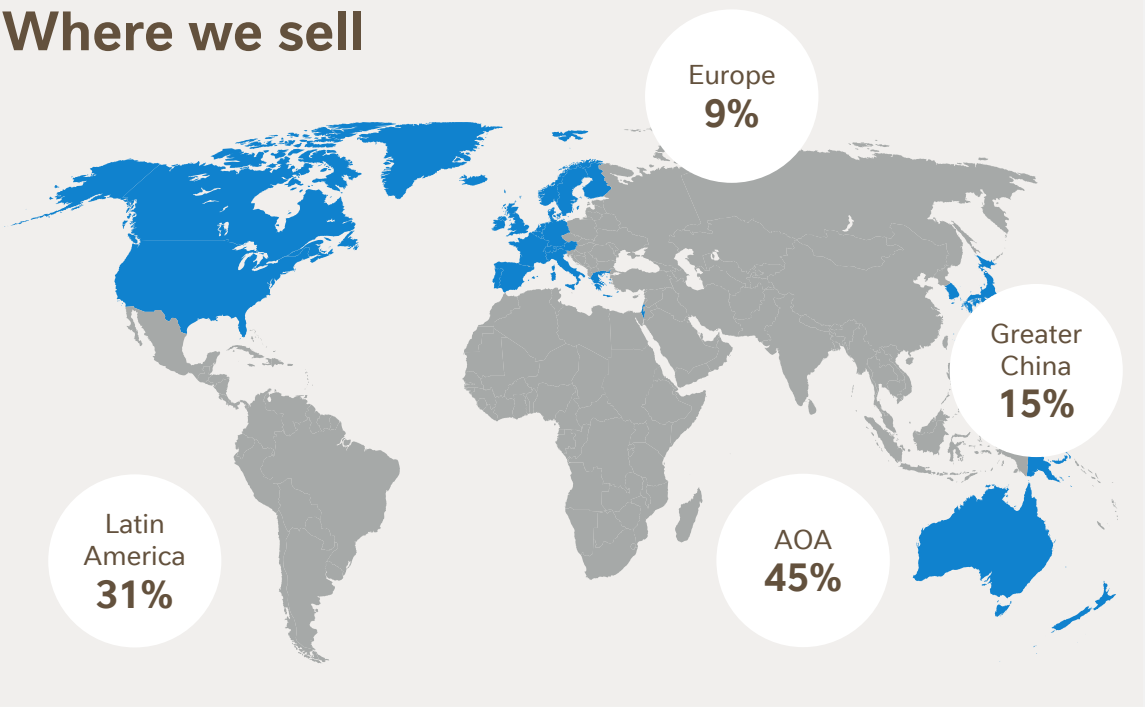 Where we sell
Europe
9%
Greater
China
15%
Latin
America
31%
AOA
45%